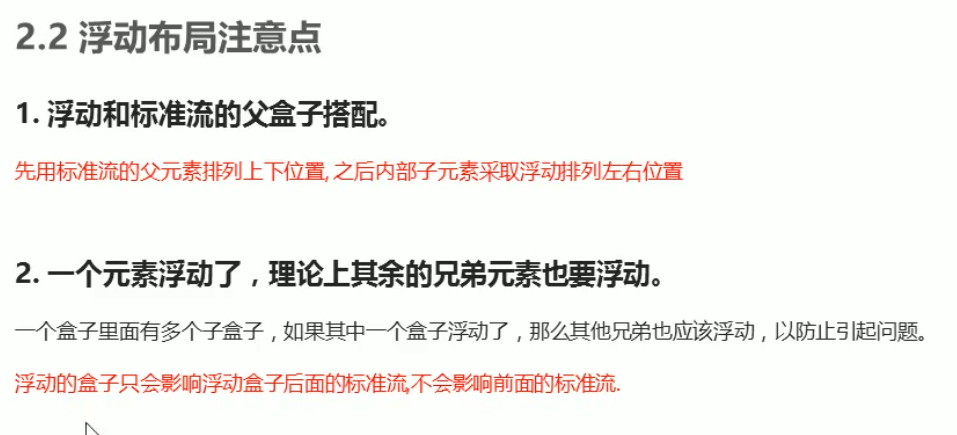 2.2 浮动布局注意点
1. 浮动和标准流的父盒子搭配。
先用标准流的父元素排列上下位置, 之后内部子元素采取浮动排列左右位置
2. 一个元素浮动了，理论上其余的兄弟元素也要浮动。
一个盒子里面有多个子盒子，如果其中一个盒子浮动了，那么其他兄弟也应该浮动，以防止引起问题。
浮动的盒子只会影响浮动盒子后面的标准流,不会影响前面的标准流.